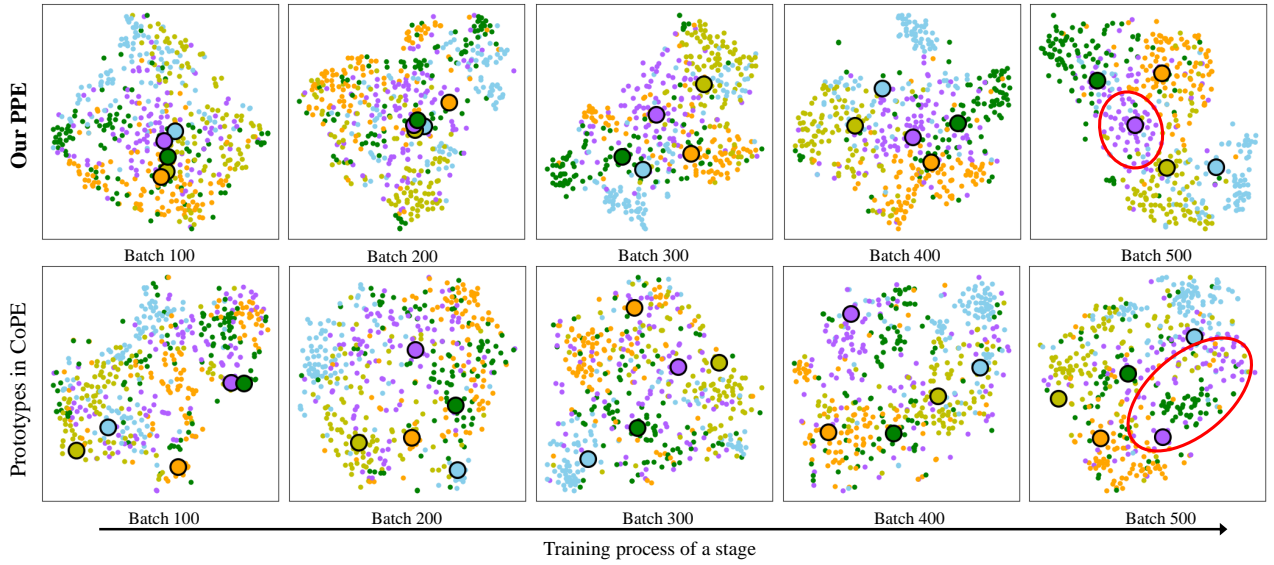 Our PPE
Batch 100
Batch 200
Batch 300
Batch 400
Batch 500
Prototypes in CoPE
Batch 100
Batch 200
Batch 300
Batch 400
Batch 500
Training process of a stage